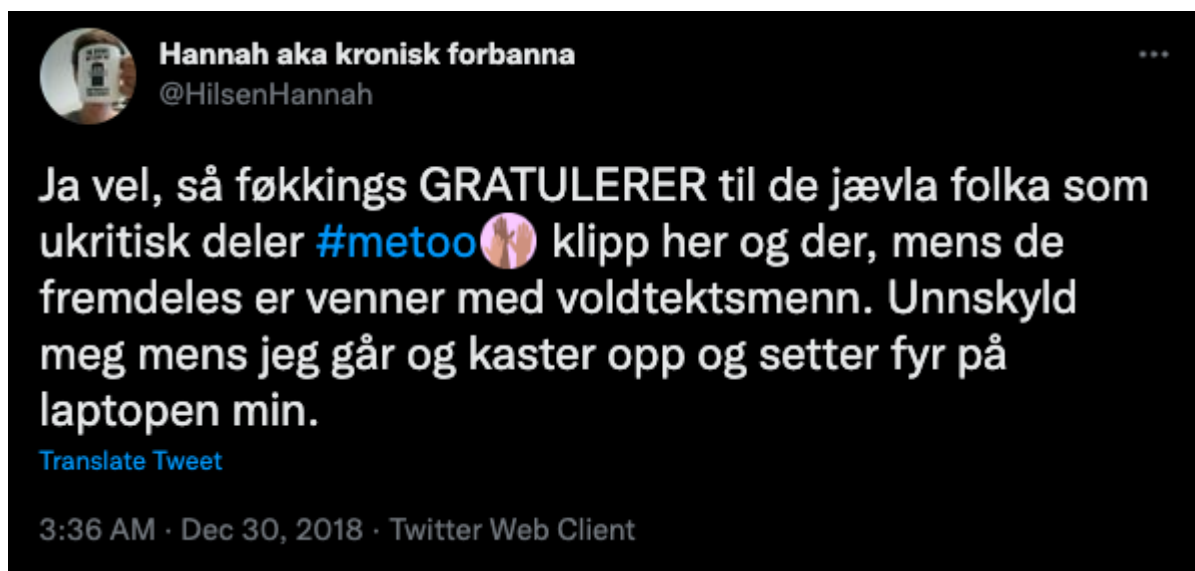 Hannah aka kronisk forbanna
@HilsenHannah
Ja vel, så føkkings GRATULERER til de jævla folka som
ukritisk deler #metoo klipp her og der, mens de
fremdeles er venner med voldtektsmenn. Unnskyld
meg mens jeg går og kaster opp og setter fyr på
laptopen min.
Translate Tweet
3:36 AM · Dec 30, 2018 · Twitter Web Client